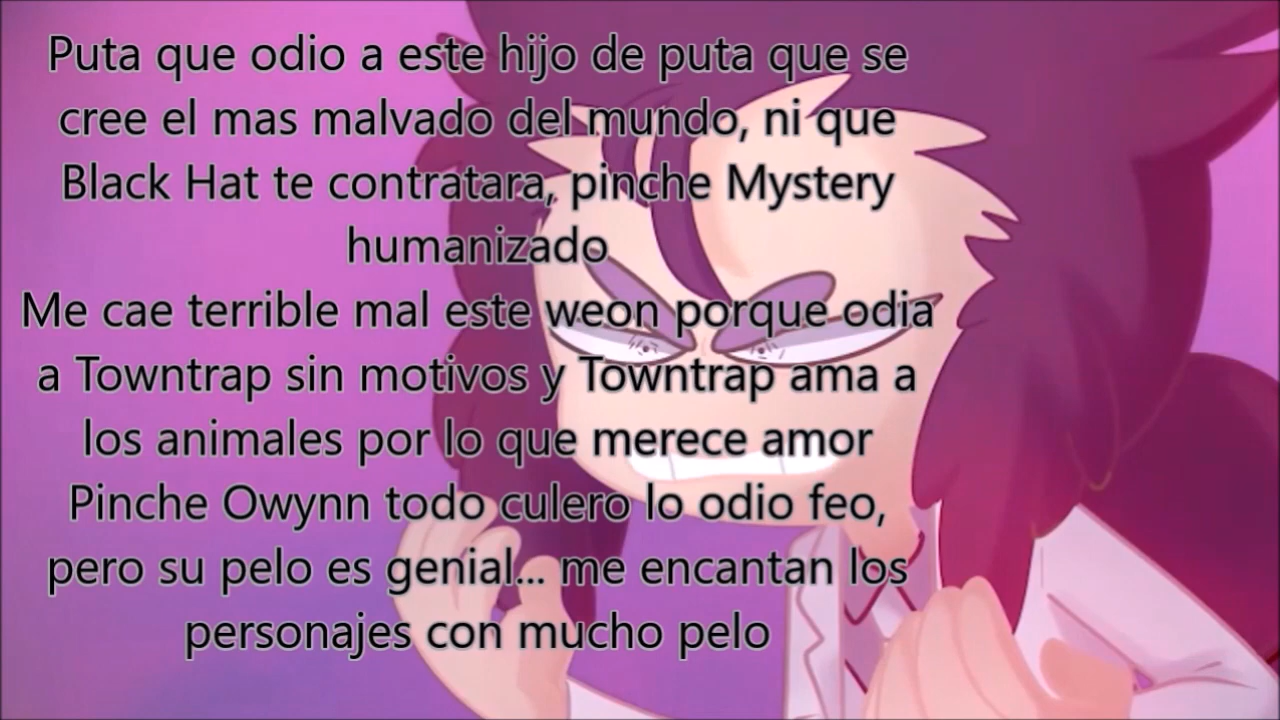 Puta que odio a este hijo de puta que se
cree el mas malvado del mundo, ni que
Black Hat te contratara, pinche Mystery
humanizado
Me cae terrible mal este weon porque odia
a Towntrap sin motivos y Towntrap ama a
los animales por lo que merece amor
Pinche Owynn todo culero lo odio feo,
pero su pelo es genial... me encantan los
personajes con mucho pelo